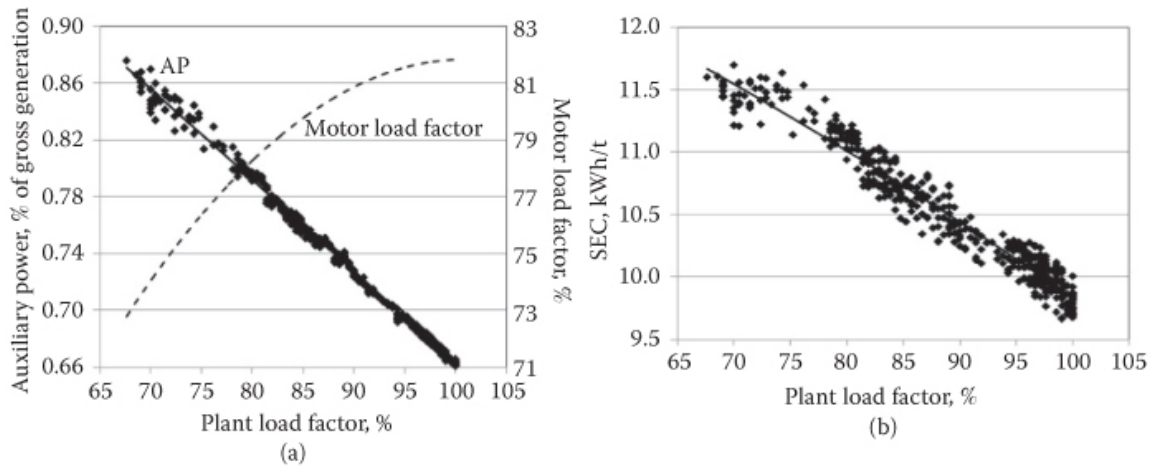 Auxiliary power, % of gross generation
0.90
0.86
0.82
0.78
0.74
0.70
0.66
AP
Motor load factor
83
81
79
77
75
73
71
Motor load factor, %
65 70 75 80 85 90 95 100 105
Plant load factor, %
(a)
SEC, kWh/t
12.0
11.5
11.0
10.5
10.0
9.5
65 70 75 80 85 90 95 100 105
Plant load factor, %
(b)